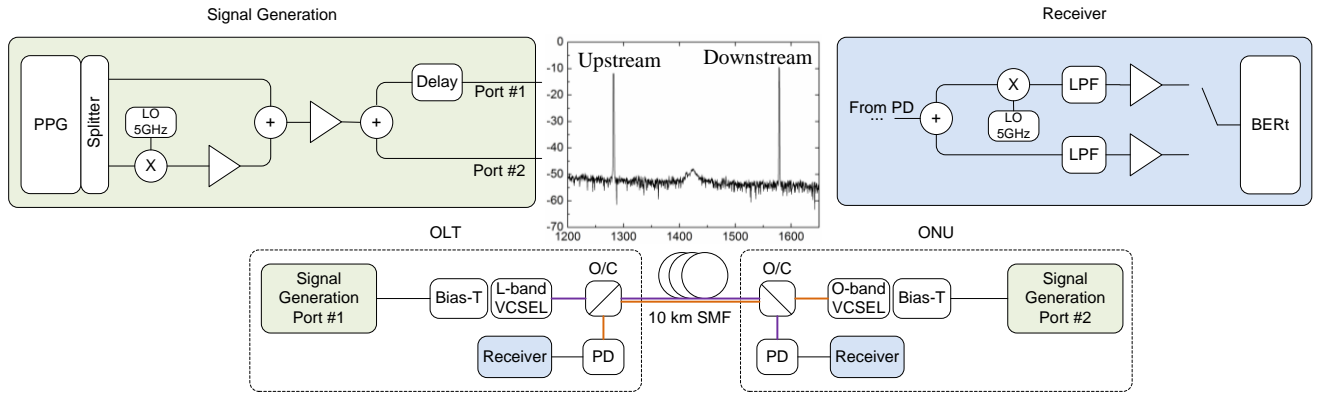 Signal Generation
Receiver
PPG
Splitter
LO
5GHz
X
+
+
Delay
Port #1
Port #2
Upstream
Downstream
0
-10
-20
-30
-40
-50
-60
-70
1200
1300
1400
1500
1600
From PD
...
+
X
LO
5GHz
LPF
LPF
BERt
OLT
ONU
Signal
Generation
Port #1
Bias-T
L-band
VCSEL
O/C
Receiver
PD
10 km SMF
O/C
O-band
VCSEL
Bias-T
Signal
Generation
Port #2
PD
Receiver